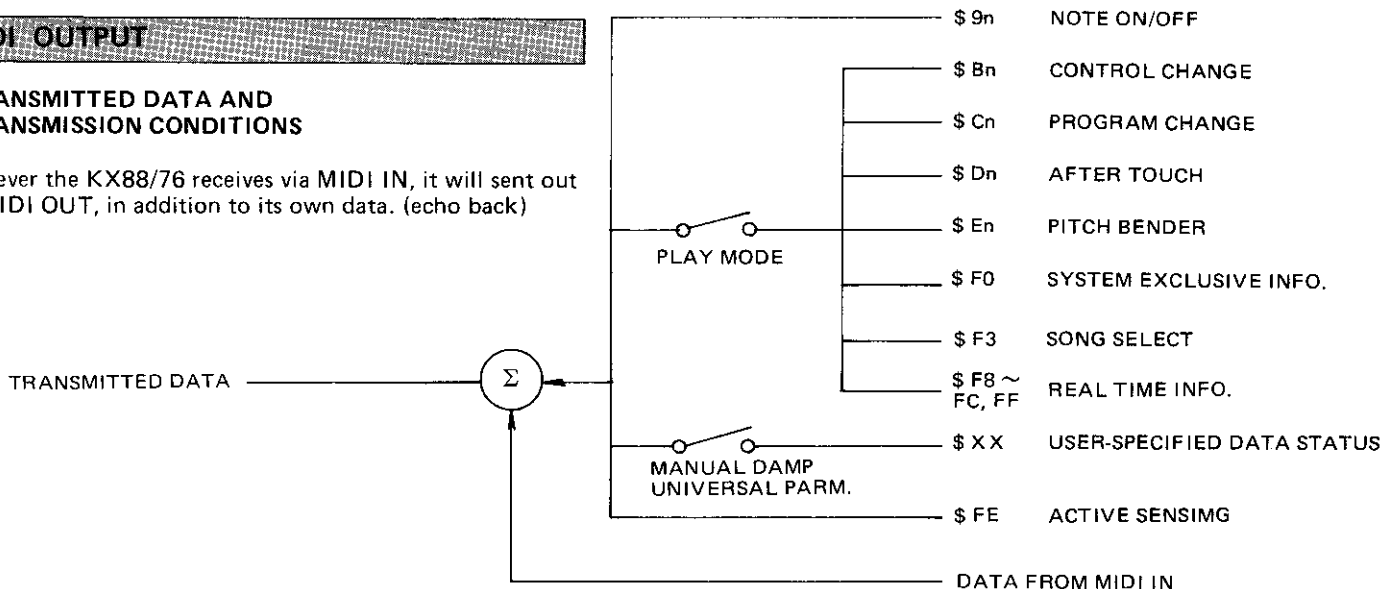 DI OUTPUT
ANSMITTED DATA AND
ANSMISSION CONDITIONS
ever the KX88/76 receives via MIDI IN, it will sent out
IDI OUT, in addition to its own data. (echo back)
$ 9n NOTE ON/OFF
$ Bn CONTROL CHANGE
$ Cn PROGRAM CHANGE
$ Dn AFTER TOUCH
$ En PITCH BENDER
PLAY MODE
$ F0 SYSTEM EXCLUSIVE INFO.
$ F3 SONG SELECT
TRANSMITTED DATA
Σ
$ F8 ~
FC, FF REAL TIME INFO.
$ XX USER-SPECIFIED DATA STATUS
MANUAL DAMP
UNIVERSAL PARM.
$ FE ACTIVE SENSIMG
DATA FROM MIDI IN